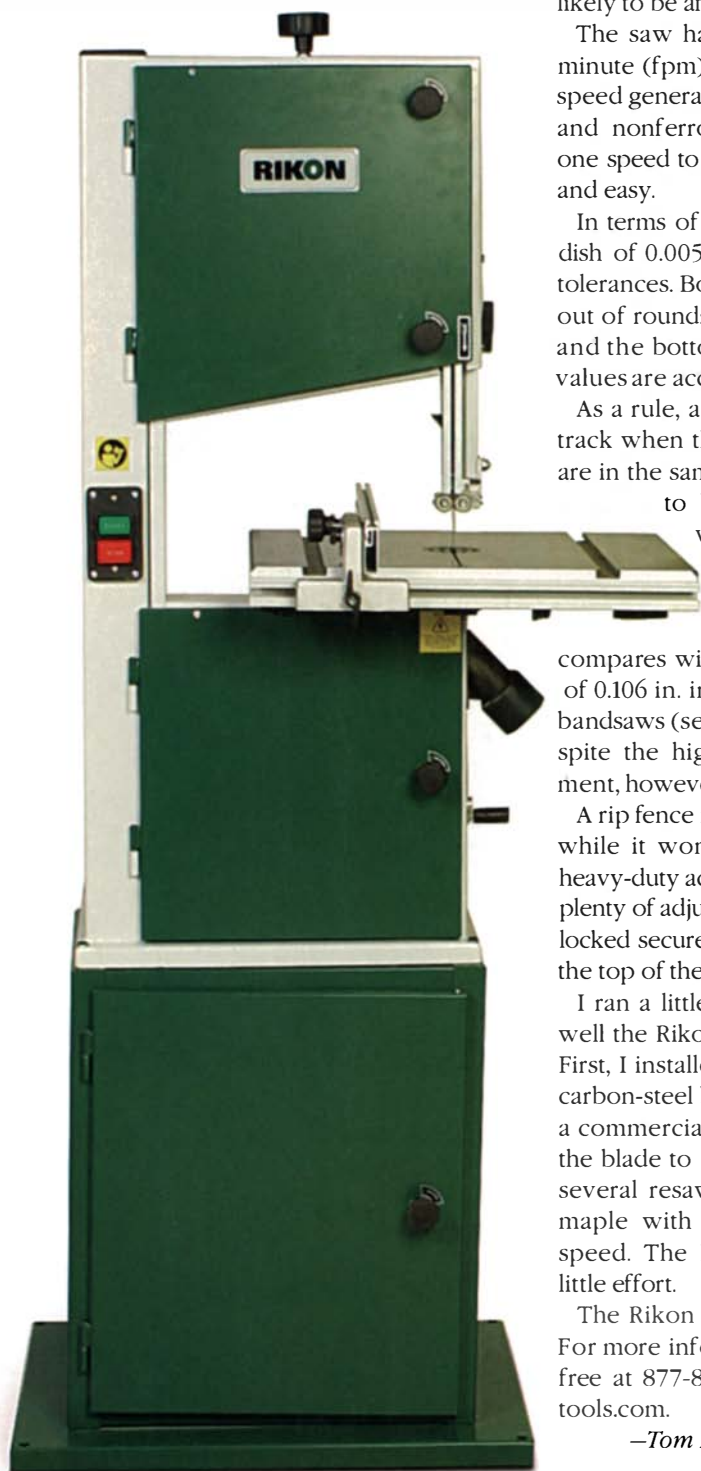 RIKON
likely to be an
The saw ha
minute (fpm)
speed genera
and nonferro
one speed to
and easy.
In terms of
dish of 0.005
tolerances. Bo
out of round
and the botto
values are acc
As a rule, a
track when th
are in the san
to
compares wi
of 0.106 in. in
bandsaws (se
spite the hig
ment, howeve
A rip fence
while it wor
heavy-duty ac
plenty of adju
locked secure
the top of the
I ran a little
well the Riko
First, I installe
carbon-steel
a commercia
the blade to
several resaw
maple with
speed. The
little effort.
The Rikon
For more info
free at 877-8
tools.com.
—Tom